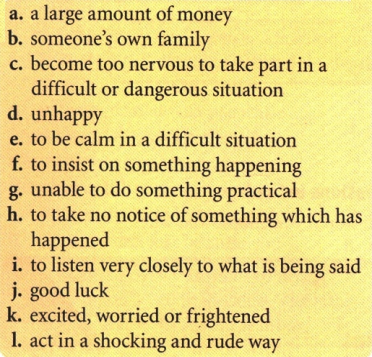 a. a large amount of money
b. someone's own family
c. become too nervous to take part in a
difficult or dangerous situation
d. unhappy
e. to be calm in a difficult situation
f. to insist on something happening
g. unable to do something practical
h. to take no notice of something which has
happened
i. to listen very closely to what is being said
j. good luck
k. excited, worried or frightened
l. act in a shocking and rude way